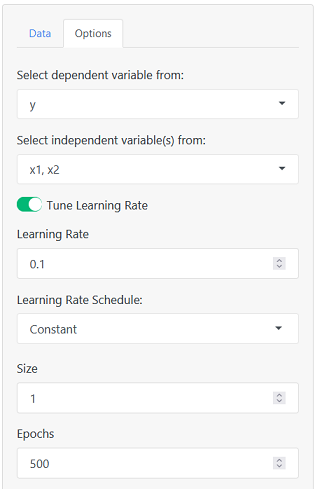 Data Options
Select dependent variable from:
y
Select independent variable(s) from:
x1, x2
Tune Learning Rate
Learning Rate
0.1
Learning Rate Schedule:
Constant
Size
1
Epochs
500